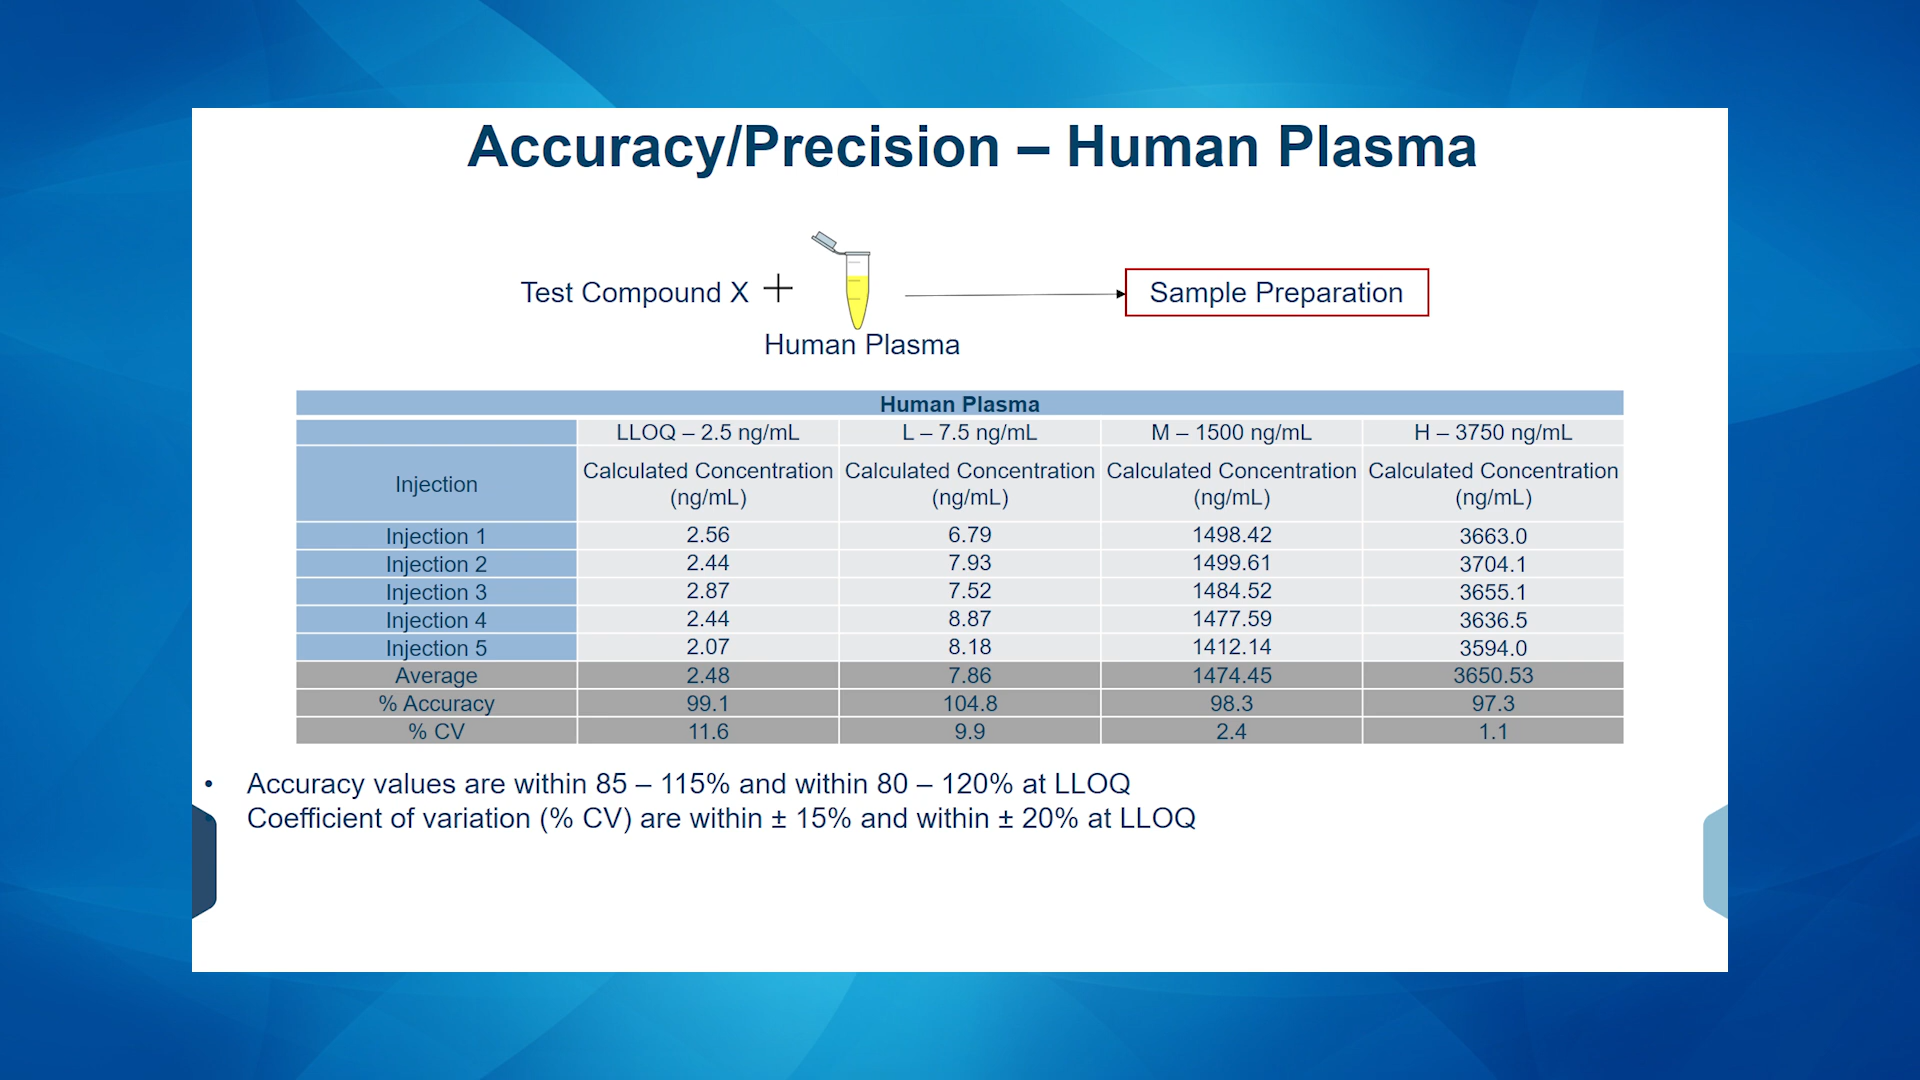 Accuracy/Precision – Human Plasma
Test Compound X +
Human Plasma
Sample Preparation
Human Plasma
LLOQ – 2.5 ng/mL L – 7.5 ng/mL M – 1500 ng/mL H – 3750 ng/mL
Injection Calculated Concentration (ng/mL) Calculated Concentration (ng/mL) Calculated Concentration (ng/mL) Calculated Concentration (ng/mL)
Injection 1 2.56 6.79 1498.42 3663.0
Injection 2 2.44 7.93 1499.61 3704.1
Injection 3 2.87 7.52 1484.52 3655.1
Injection 4 2.44 8.87 1477.59 3636.5
Injection 5 2.07 8.18 1412.14 3594.0
Average 2.48 7.86 1474.45 3650.53
% Accuracy 99.1 104.8 98.3 97.3
% CV 11.6 9.9 2.4 1.1
• Accuracy values are within 85 – 115% and within 80 – 120% at LLOQ
Coefficient of variation (% CV) are within ± 15% and within ± 20% at LLOQ